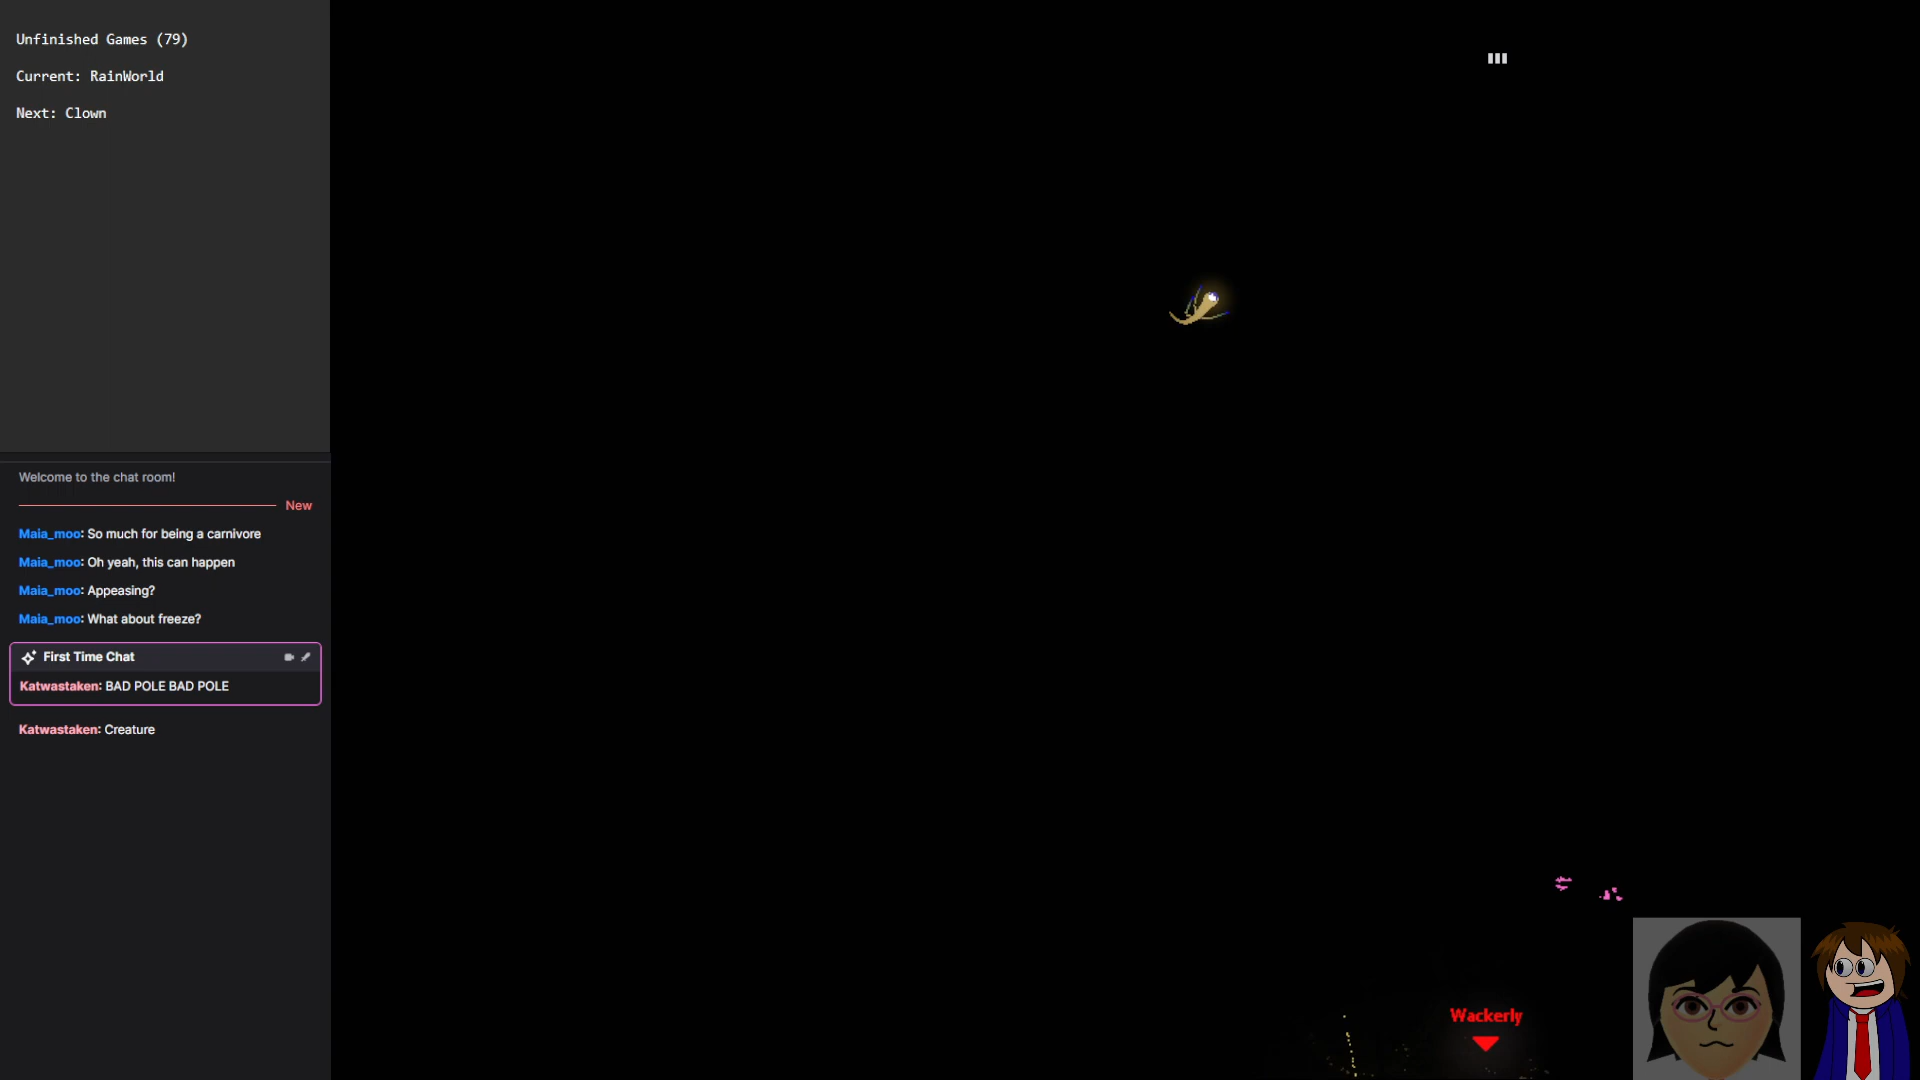 Unfinished Games (79)
Current: RainWorld
Next: Clown
Welcome to the chat room!
New
Maia_moo: So much for being a carnivore
Maia_moo: Oh yeah, this can happen
Maia_moo: Appeasing?
Maia_moo: What about freeze?
First Time Chat
Katwastaken: BAD POLE BAD POLE
Katwastaken: Creature
Wackerly